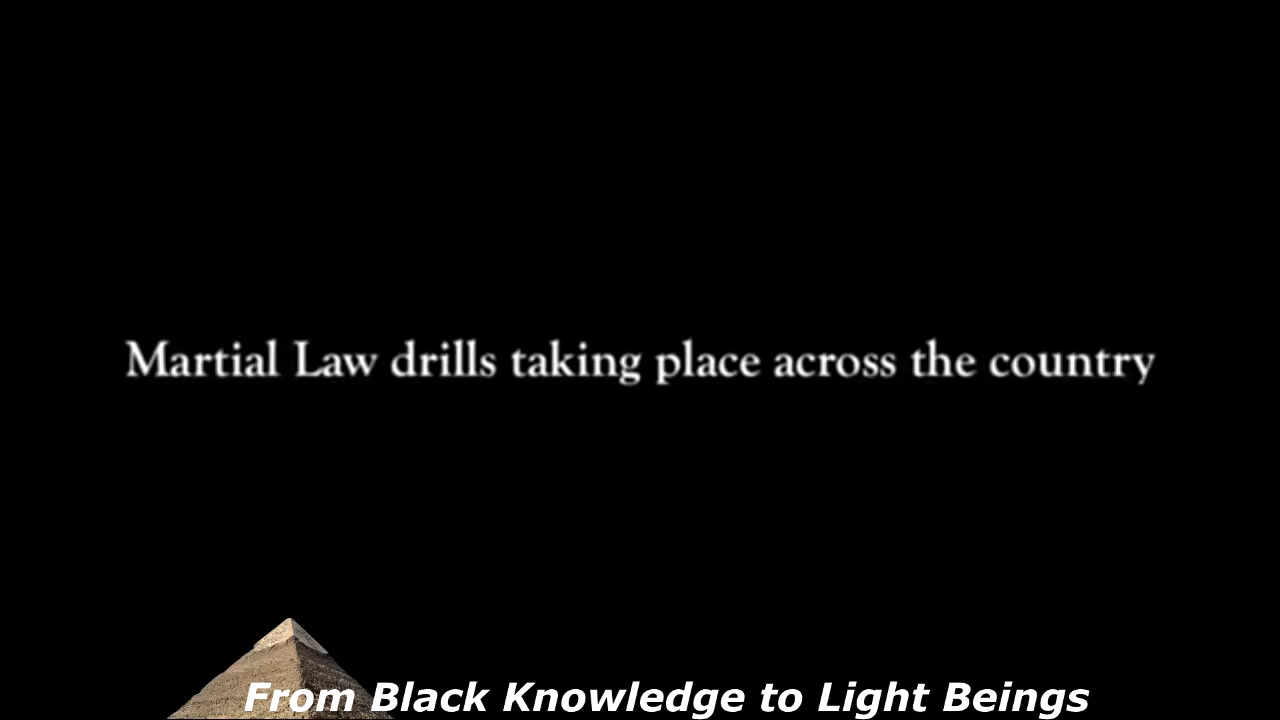 Martial Law drills taking place across the country
From Black Knowledge to Light Beings